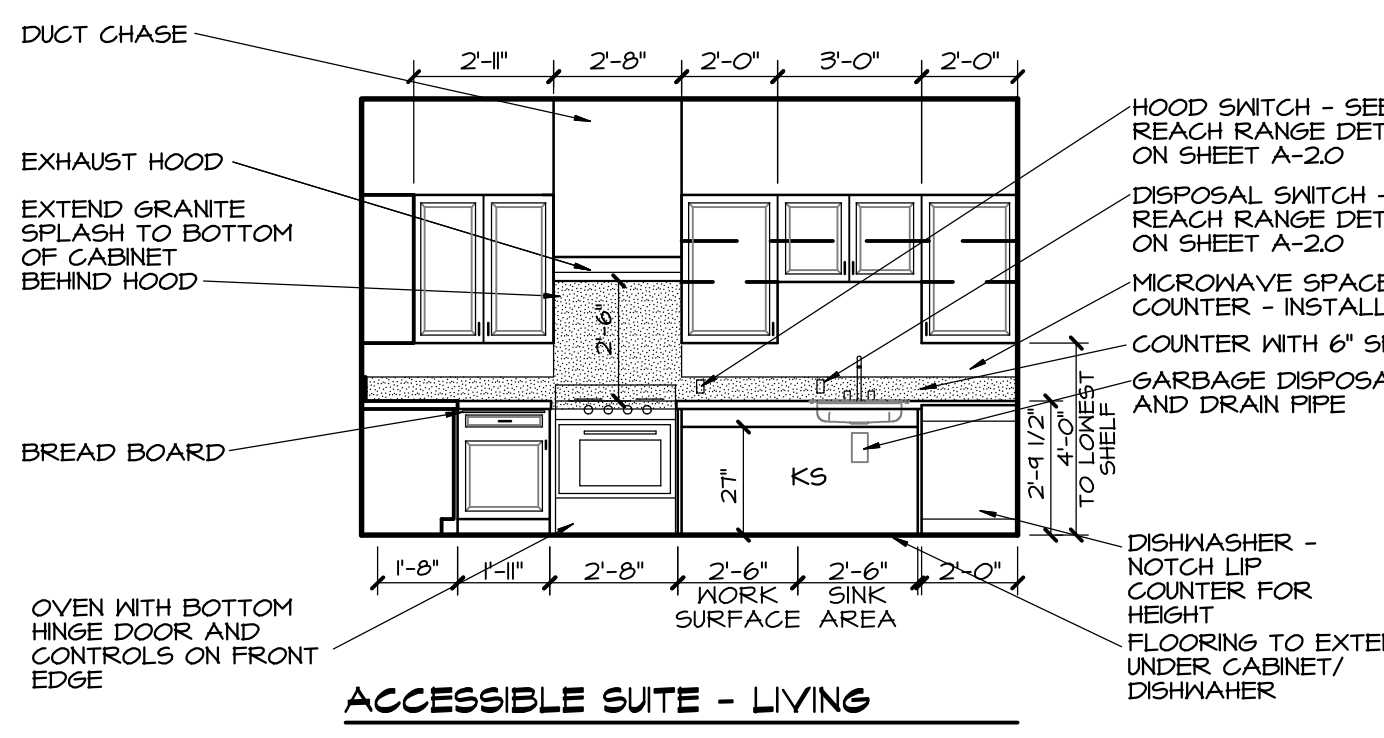 DUCT CHASE
2'-11" 2'-8" 2'-0" 3'-0" 2'-0"
EXHAUST HOOD
EXTEND GRANITE
SPLASH TO BOTTOM
OF CABINET
BEHIND HOOD
HOOD SWITCH - SEE
REACH RANGE DET
ON SHEET A-2.0
DISPOSAL SWITCH -
REACH RANGE DET
ON SHEET A-2.0
MICROWAVE SPACE
COUNTER - INSTALL
COUNTER WITH 6"
GARBAGE DISPOSA
AND DRAIN PIPE
2'-6"
BREAD BOARD
27"
KS
2'-9 1/2"
4'-0"
TO LOWEST
SHELF
1'-8" 1'-11" 2'-8" 2'-6" 2'-6" 2'-0"
WORK SINK
SURFACE AREA
DISHWASHER -
NOTCH LIP
COUNTER FOR
HEIGHT
FLOORING TO EXTE
UNDER CABINET/
DISHWAHER
OVEN WITH BOTTOM
HINGE DOOR AND
CONTROLS ON FRONT
EDGE
ACCESSIBLE SUITE - LIVING